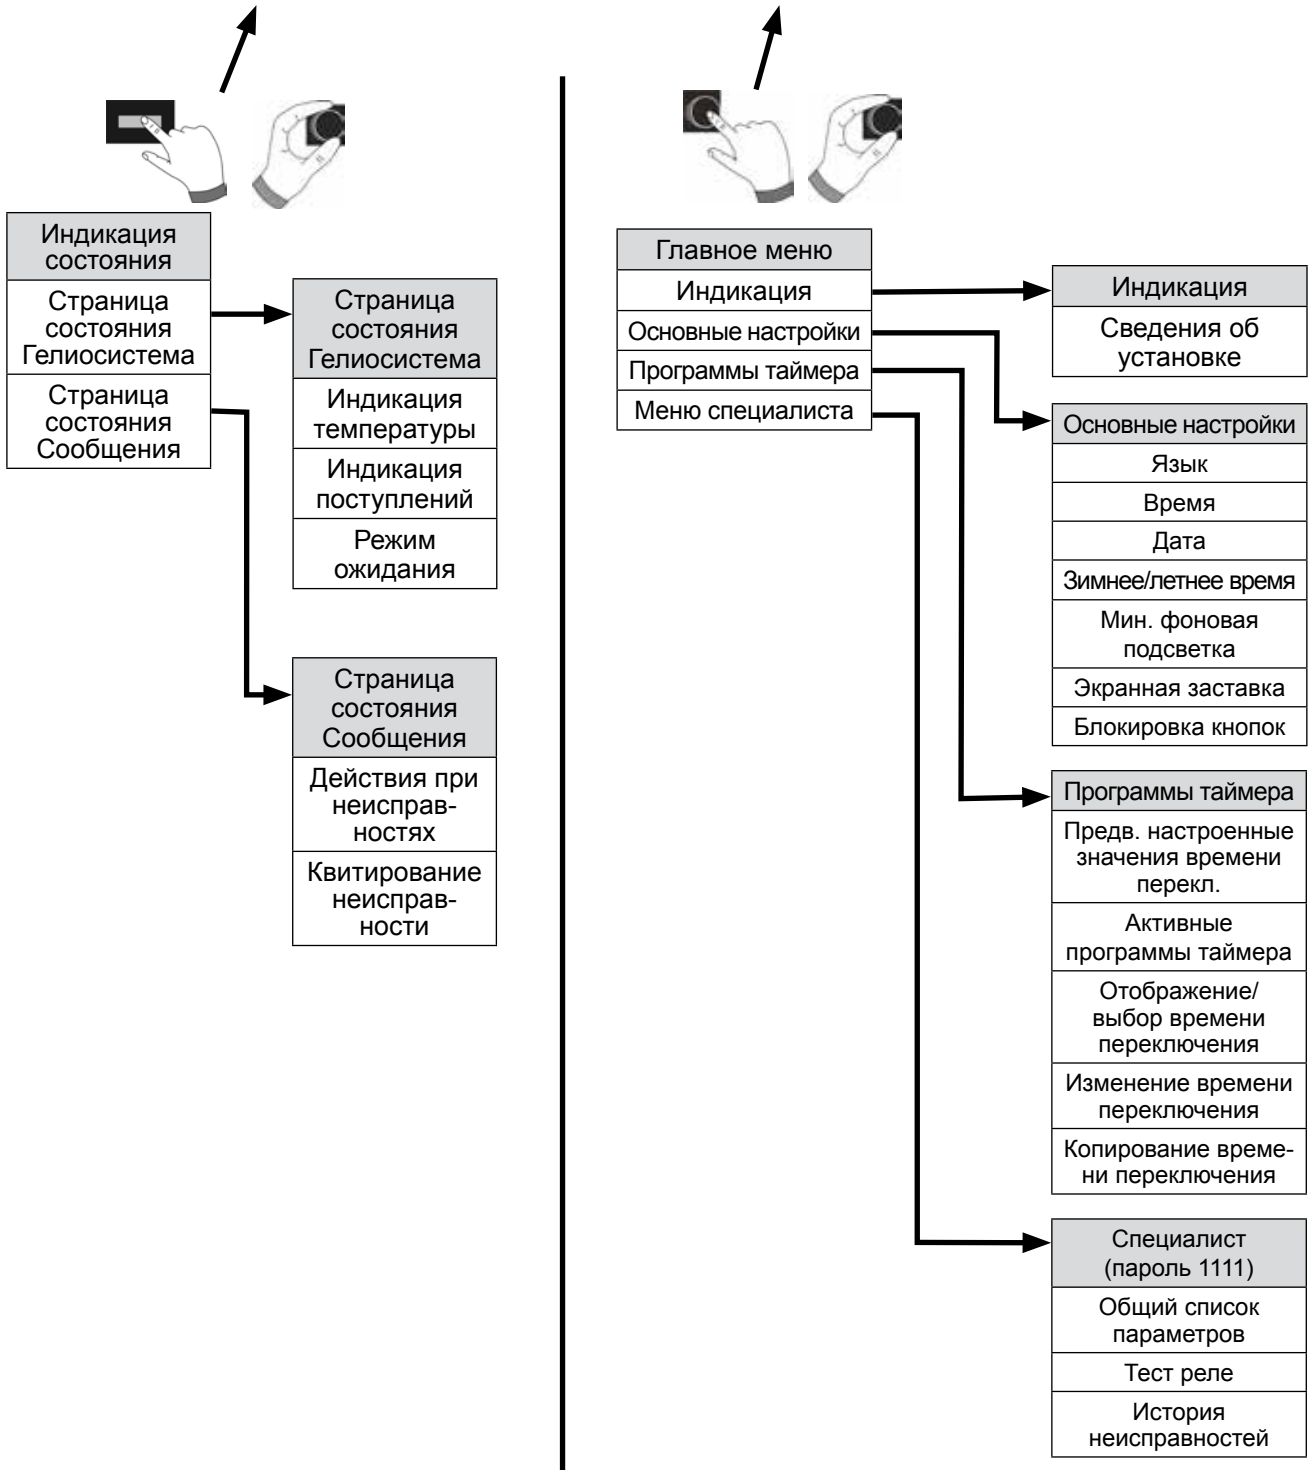 Индикация
состояния
Страница
состояния
Гелиосистема
Страница
состояния
Сообщения
Страница
состояния
Гелиосистема
Индикация
температуры
Индикация
поступлений
Режим
ожидания
Страница
состояния
Сообщения
Действия при
неисправ-
ностях
Квитирование
неисправ-
ности
Главное меню
Индикация
Основные настройки
Программы таймера
Меню специалиста
Индикация
Сведения об
установке
Основные настройки
Язык
Время
Дата
Зимнее/летнее время
Мин. фоновая
подсветка
Экранная заставка
Блокировка кнопок
Программы таймера
Предв. настроенные
значения времени
перекл.
Активные
программы таймера
Отображение/
выбор времени
переключения
Изменение времени
переключения
Копирование време-
ни переключения
Специалист
(пароль 1111)
Общий список
параметров
Тест реле
История
неисправностей